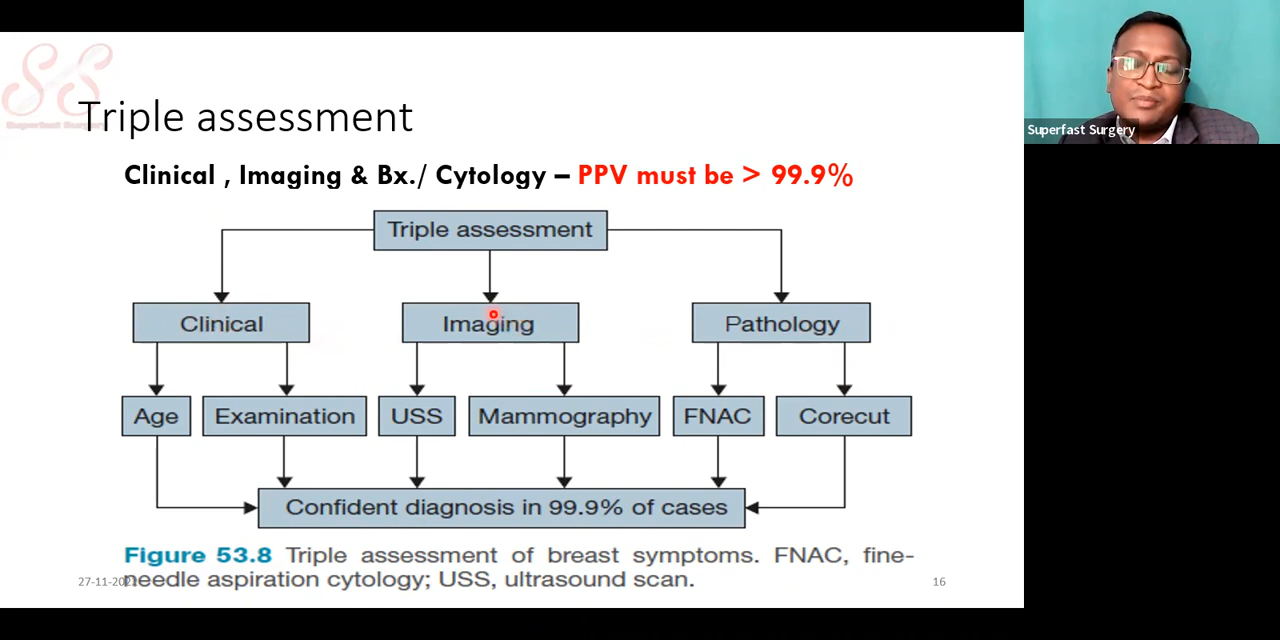 Superfast Surgery
Triple assessment
Superfast Surgery
Clinical , Imaging & Bx./ Cytology – PPV must be > 99.9%
Triple assessment
Clinical
Imaging
Pathology
Age
Examination
USS
Mammography
FNAC
Corecut
Confident diagnosis in 99.9% of cases
Figure 53.8 Triple assessment of breast symptoms. FNAC, fine-
needle aspiration cytology; USS, ultrasound scan.
16